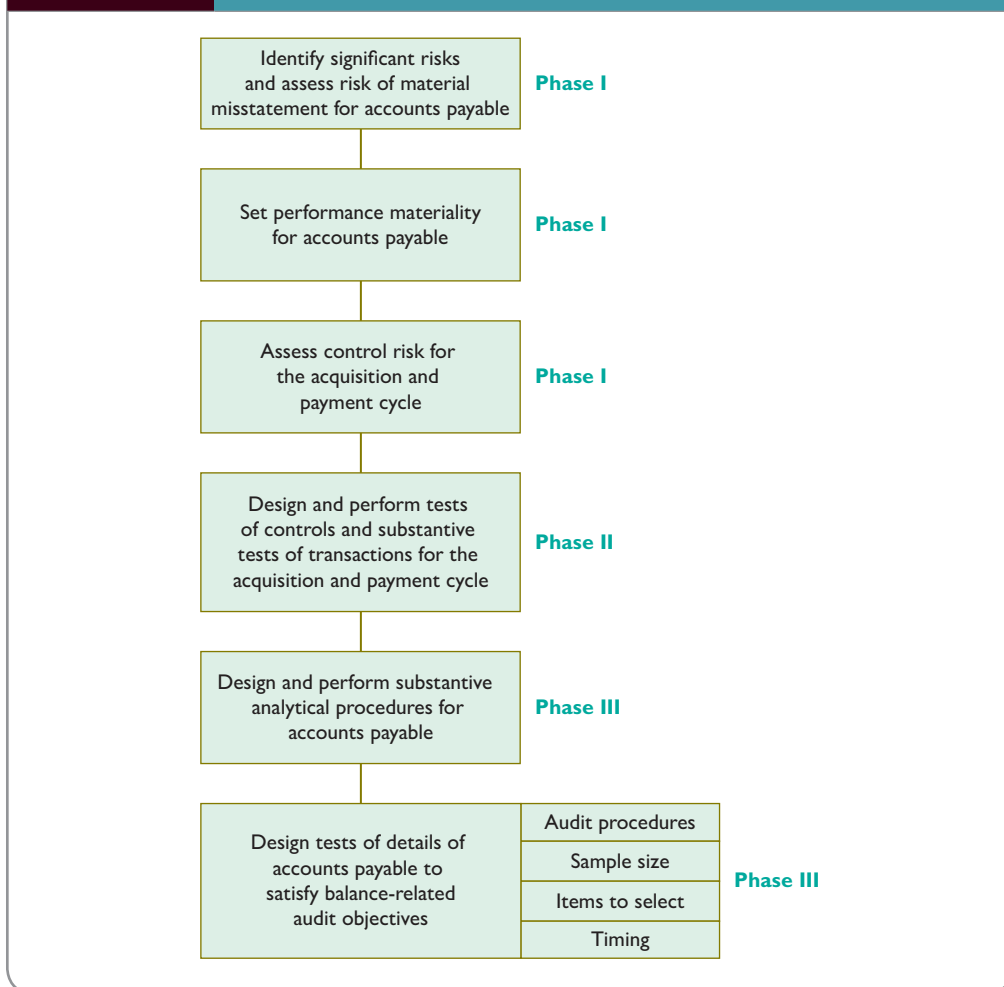 Identify significant risks
and assess risk of material
misstatement for accounts payable
Phase I
Set performance materiality
for accounts payable
Phase I
Assess control risk for
the acquisition and
payment cycle
Phase I
Design and perform tests
of controls and substantive
tests of transactions for the
acquisition and payment cycle
Phase II
Design and perform substantive
analytical procedures for
accounts payable
Phase III
Design tests of details of
accounts payable to
satisfy balance-related
audit objectives
Audit procedures
Sample size
Items to select
Timing
Phase III